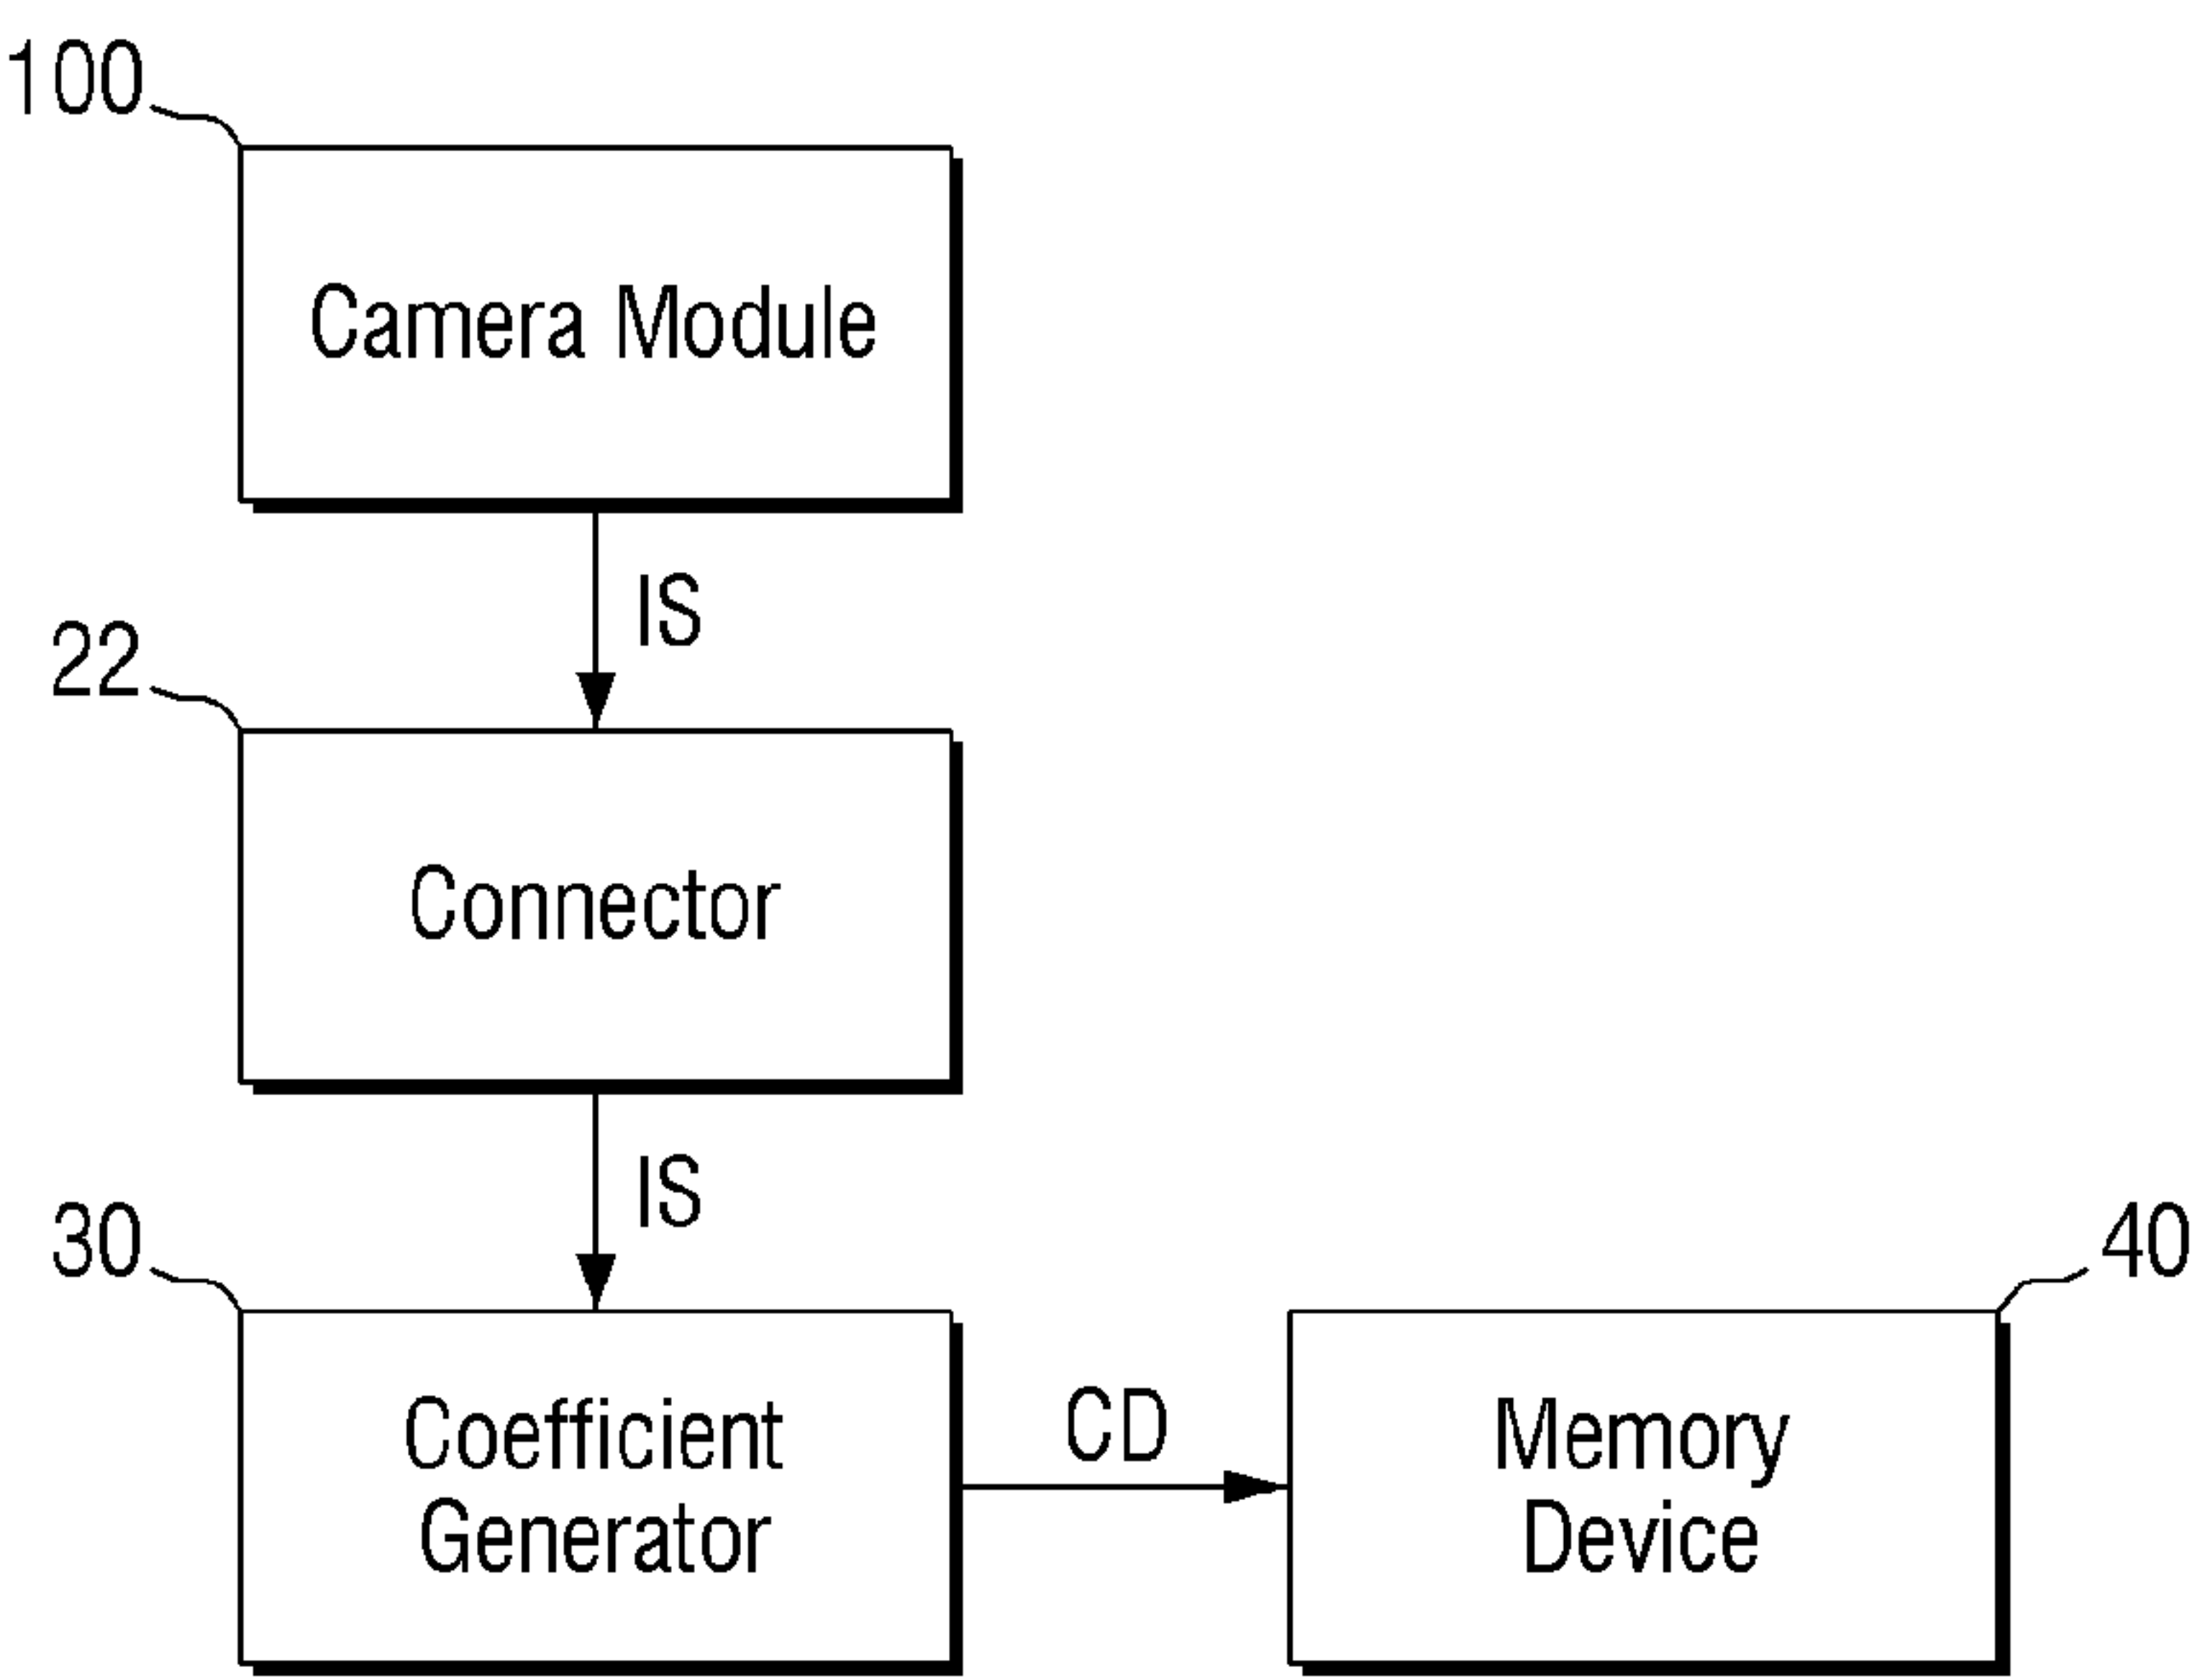 100
Camera Module
IS
22
Connector
IS
30
40
Coefficient
Generator
CD
Memory
Device